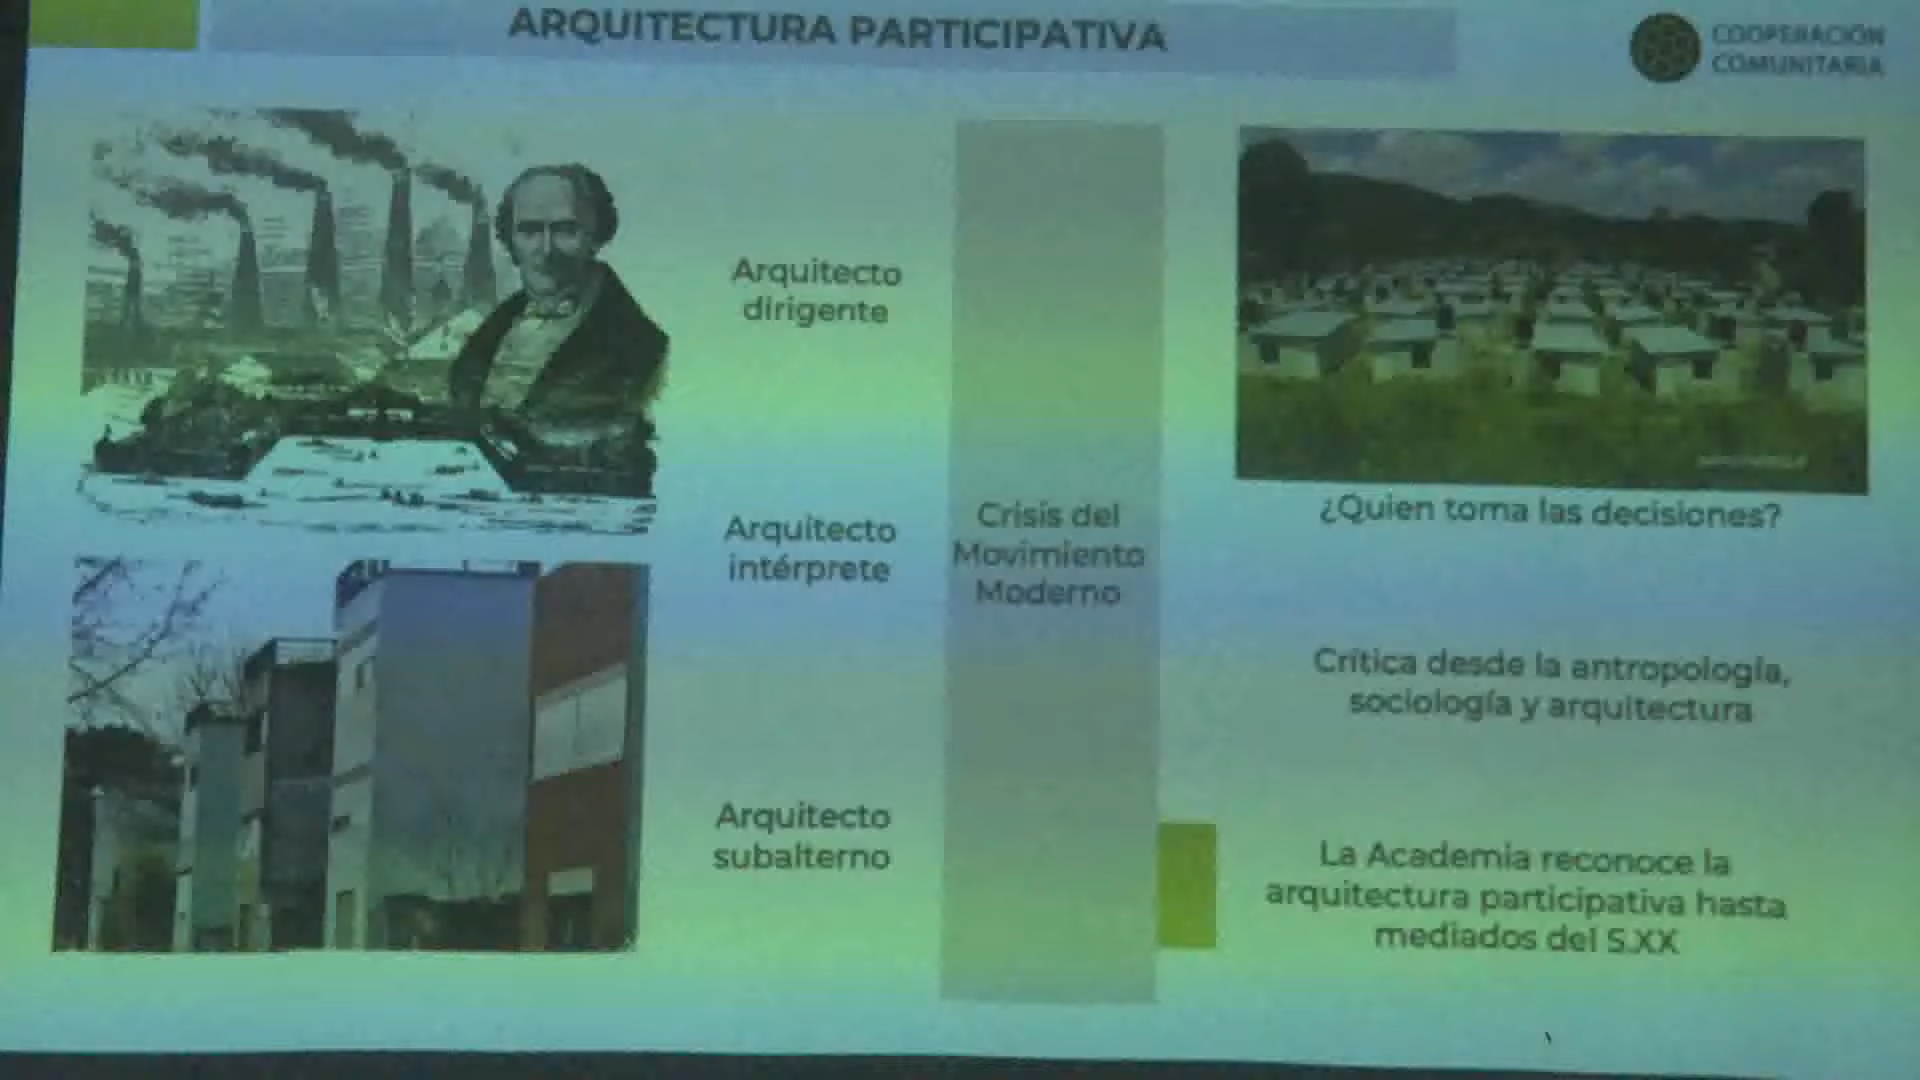 ARQUITECTURA PARTICIPATIVA
COOPERACIÓN
COMUNITARIA
Arquitecto
dirigente
Arquitecto
intérprete
Arquitecto
subalterno
Crisis del
Movimiento
Moderno
¿Quien toma las decisiones?
Crítica desde la antropología,
sociología y arquitectura
La Academia reconoce la
arquitectura participativa hasta
mediados del S.XX